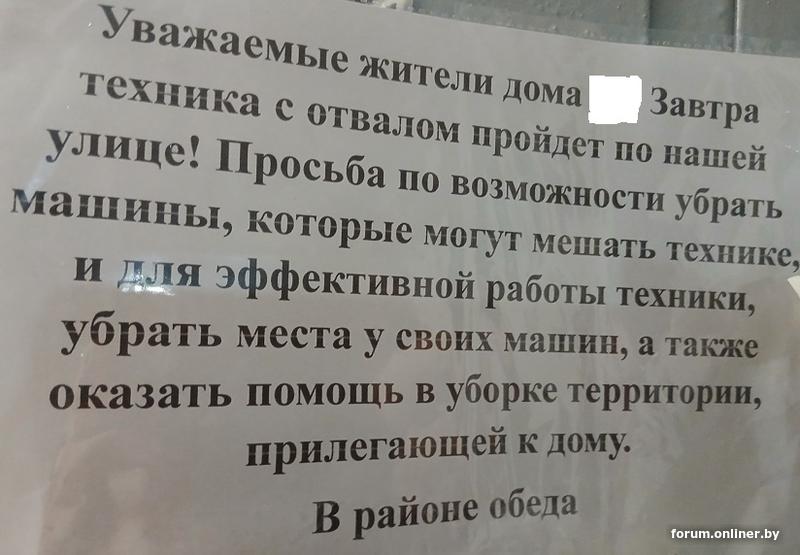 Уважаемые жители дома Завтра
техника с отвалом пройдет по нашей
улице! Просьба по возможности убрать
машины, которые могут мешать технике,
и для эффективной работы техники,
убрать места у своих машин, а также
оказать помощь в уборке территории,
прилегающей к дому.
В районе обеда
forum.onliner.by